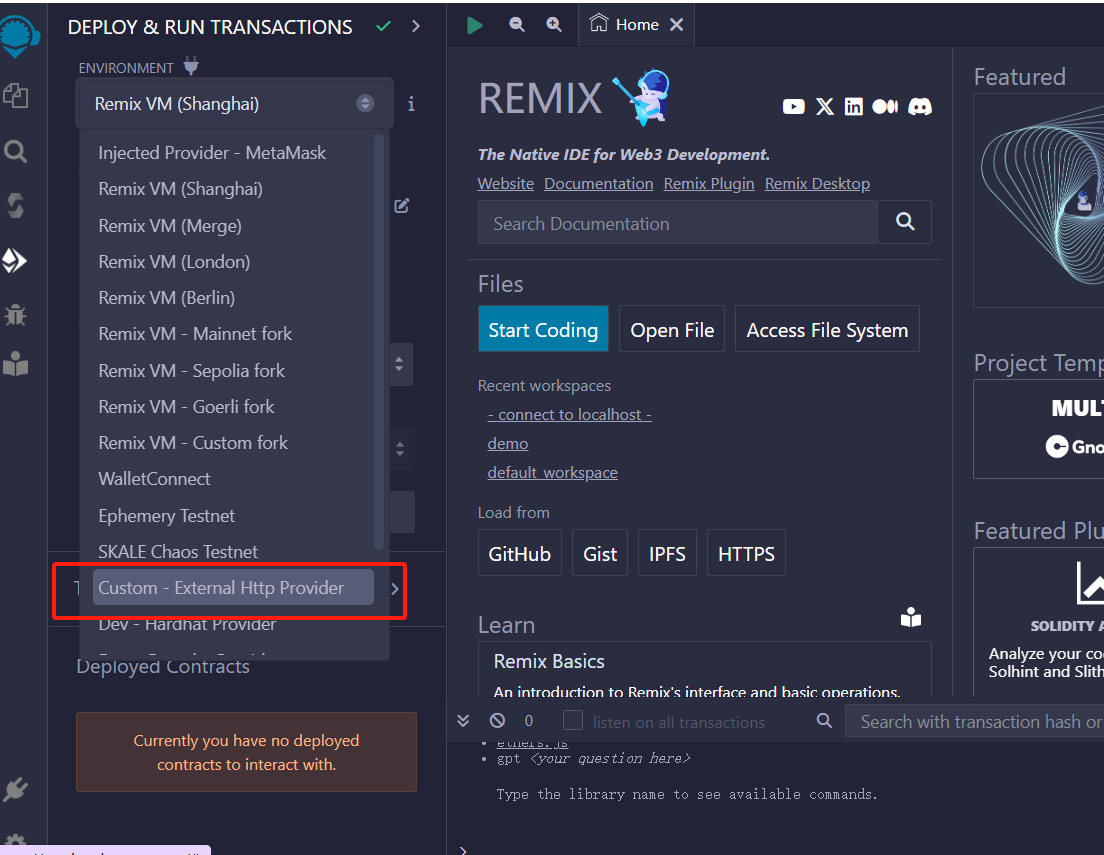 DEPLOY & RUN TRANSACTIONS
ENVIRONMENT
Remix VM (Shanghai)
i
Injected Provider - MetaMask
Remix VM (Shanghai)
Remix VM (Merge)
Remix VM (London)
Remix VM (Berlin)
Remix VM - Mainnet fork
Remix VM - Sepolia fork
Remix VM - Goerli fork
Remix VM - Custom fork
WalletConnect
Ephemery Testnet
SKALE Chaos Testnet
Custom - External Http Provider
Dev - Hardhat Provider
Deployed Contracts
Currently you have no deployed
contracts to interact with.
Home
REMIX
The Native IDE for Web3 Development.
Website Documentation Remix Plugin Remix Desktop
Search Documentation
Files
Start Coding Open File Access File System
Recent workspaces
- connect to localhost -
demo
default_workspace
Load from
GitHub Gist IPFS HTTPS
Learn
Remix Basics
An introduction to Remix's interface and basic operations.
Featured
Project Temp
MULT
Gno
Featured Plu
SOLIDITY A
Analyze your co
Solhint and Slith
0 listen on all transactions Search with transaction hash or
ethers.js
gpt <your question here>
Type the library name to see available commands.
>